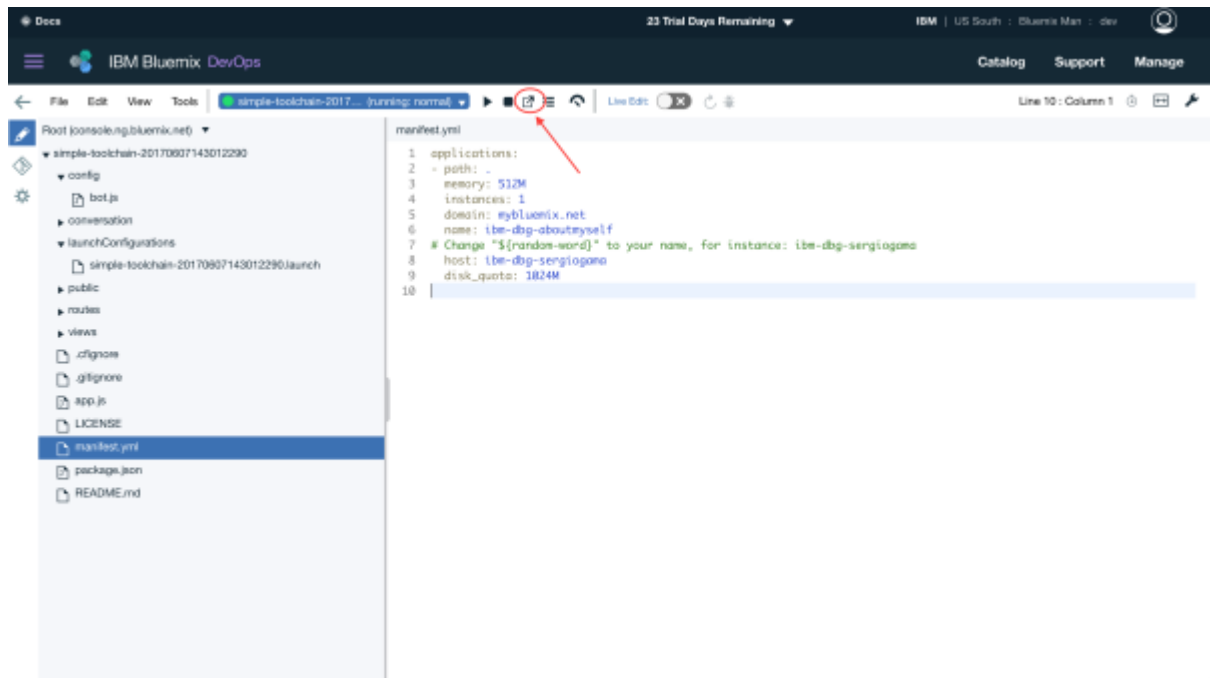 Docs
23 Trial Days Remaining
IBM | US South : Bluemix Man : dev
IBM Bluemix DevOps
Catalog Support Manage
File Edit View Tools simple-toolchain-2017... (running: normal) Live Edit: Line 10 : Column 1
Root (console.ng.bluemix.net)
simple-toolchain-20170607143012290
config
bot.js
conversation
launchConfigurations
simple-toolchain-20170607143012290.launch
public
routes
views
.cfignore
.gitignore
app.js
LICENSE
manifest.yml
package.json
README.md
manifest.yml
1 applications:
2 - path: .
3 memory: 512M
4 instances: 1
5 domain: mybluemix.net
6 name: ibm-dbg-aboutmyself
7 # Change "${random-word}" to your name, for instance: ibm-dbg-sergiogama
8 host: ibm-dbg-sergiogama
9 disk_quota: 1024M
10